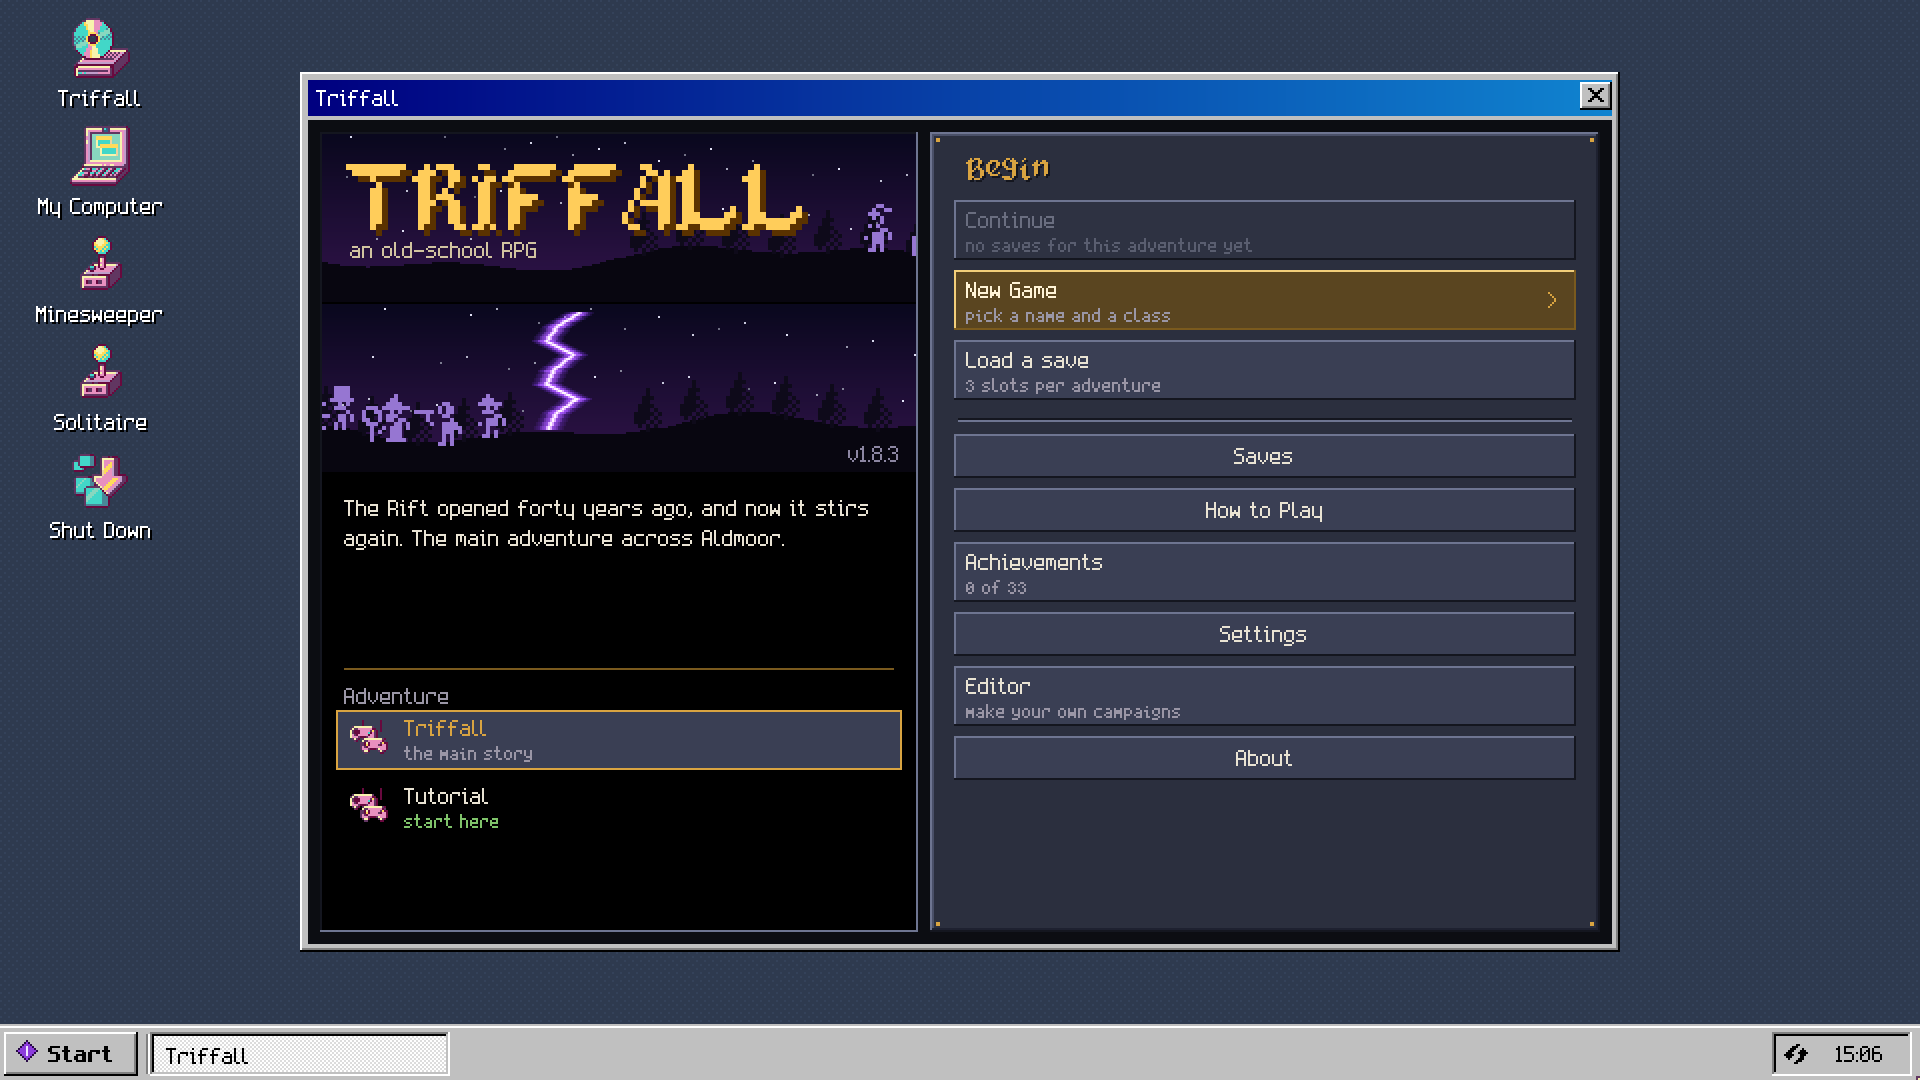 Triffall
My Computer
Minesweeper
Solitaire
Shut Down
Triffall
TRIFFALL
an old-school RPG
v1.8.3
The Rift opened forty years ago, and now it stirs
again. The main adventure across Aldmoor.
Adventure
Triffall
the main story
Tutorial
start here
Begin
Continue
no saves for this adventure yet
New Game
pick a name and a class
Load a save
3 slots per adventure
Saves
How to Play
Achievements
0 of 33
Settings
Editor
make your own campaigns
About
Start
Triffall
15:06